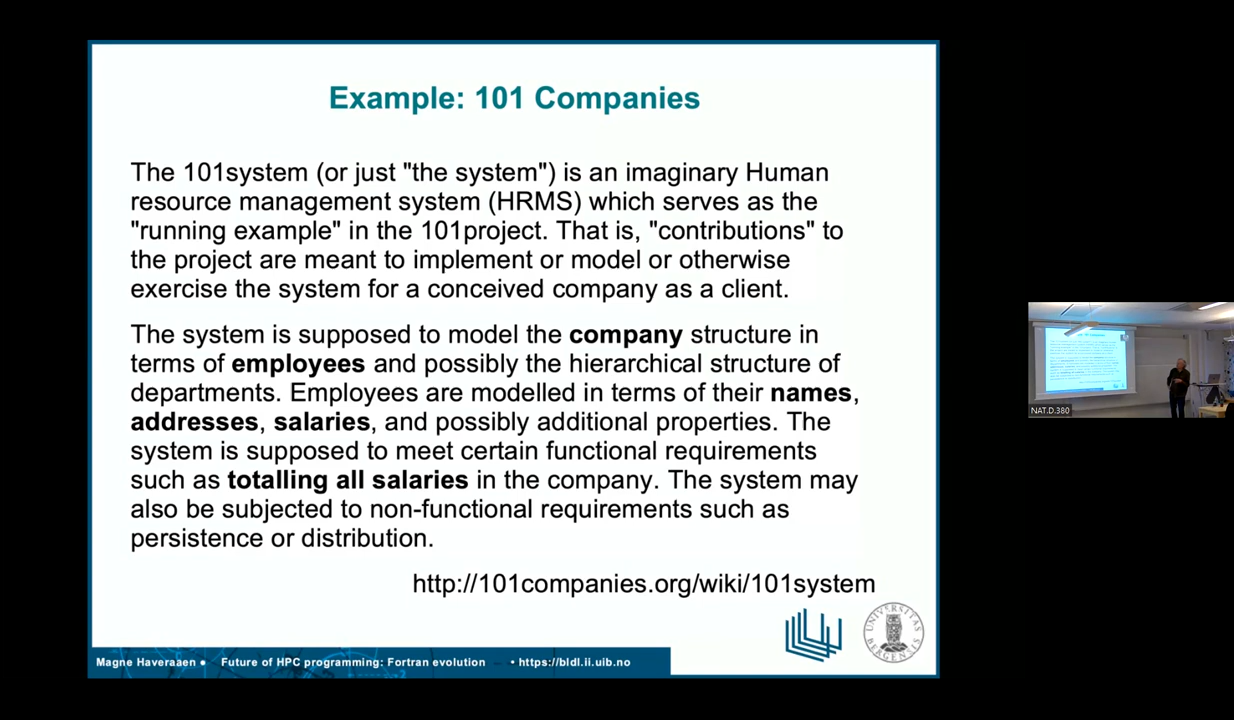 Example: 101 Companies
The 101system (or just "the system") is an imaginary Human
resource management system (HRMS) which serves as the
"running example" in the 101project. That is, "contributions" to
the project are meant to implement or model or otherwise
exercise the system for a conceived company as a client.
The system is supposed to model the company structure in
terms of employees and possibly the hierarchical structure of
departments. Employees are modelled in terms of their names,
addresses, salaries, and possibly additional properties. The
system is supposed to meet certain functional requirements
such as totalling all salaries in the company. The system may
also be subjected to non-functional requirements such as
persistence or distribution.
http://101companies.org/wiki/101system
UNIVERSITAS BERGENSIS
Magne Haveraaen ● Future of HPC programming: Fortran evolution • https://bldl.ii.uib.no
NAT.D.380